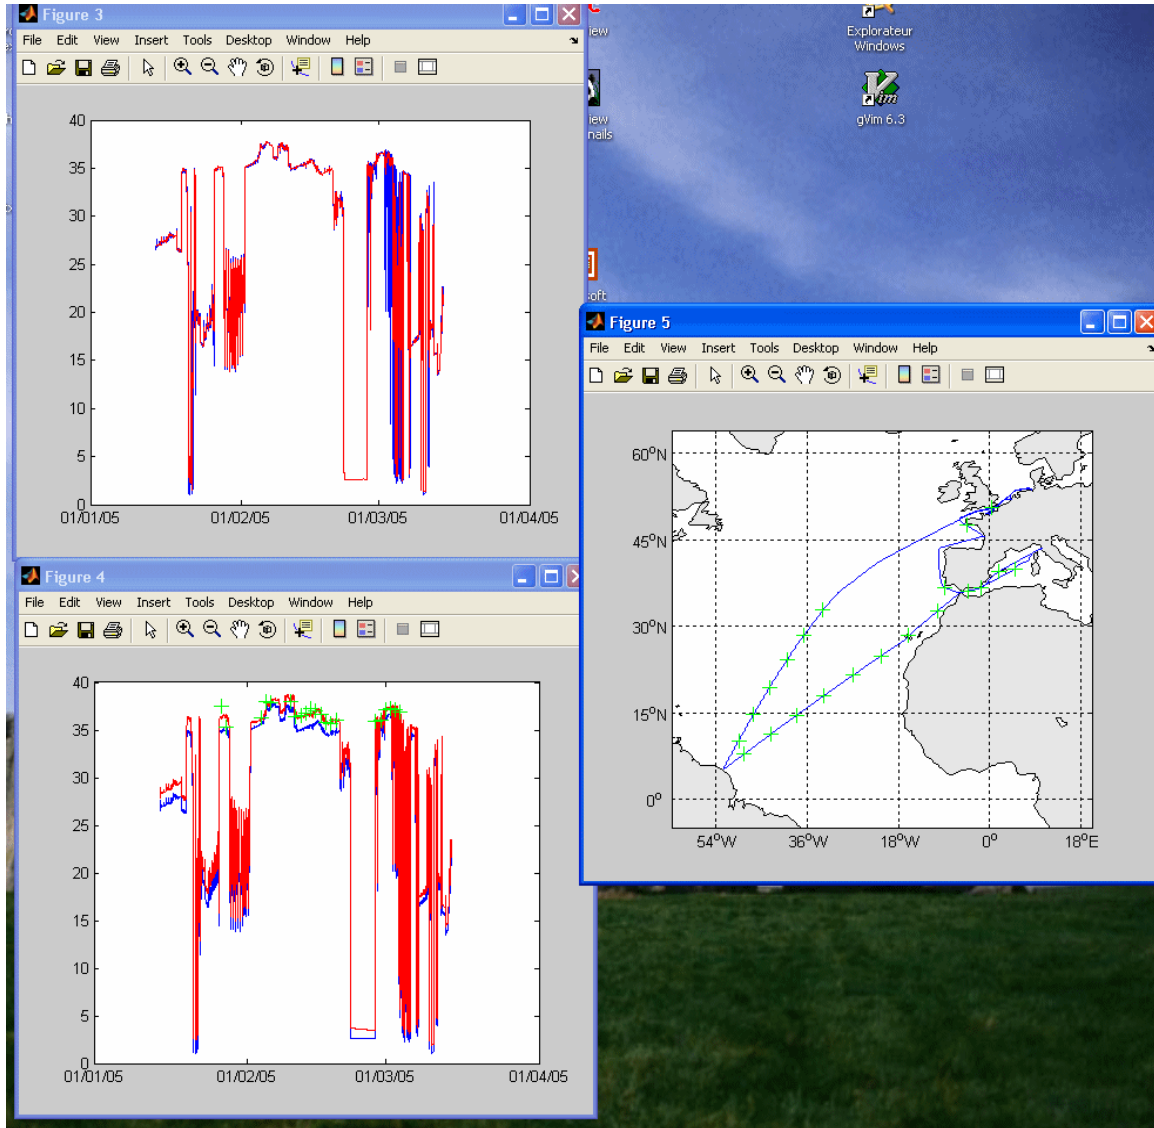 Figure 3
File Edit View Insert Tools Desktop Window Help
40
35
30
25
20
15
10
5
0
01/01/05 01/02/05 01/03/05 01/04/05
iew
Explorateur
Windows
iew
nails
gVim 6.3
soft
Figure 5
File Edit View Insert Tools Desktop Window Help
60°N
45°N
30°N
15°N
0°
54°W 36°W 18°W 0° 18°E
Figure 4
File Edit View Insert Tools Desktop Window Help
40
35
30
25
20
15
10
5
0
01/01/05 01/02/05 01/03/05 01/04/05